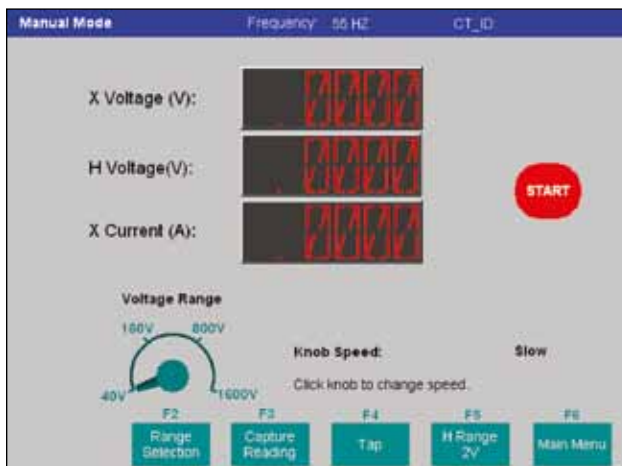 Manual Mode Frequency: 55 HZ CT_ID:
X Voltage (V):
H Voltage(V):
START
X Current (A):
Voltage Range
160V 800V
Knob Speed: Slow
40V 1600V
Click knob to change speed.
F2 F3 F4 F5 F6
Range Selection
Capture Reading
Tap
H Range 2V
Main Menu